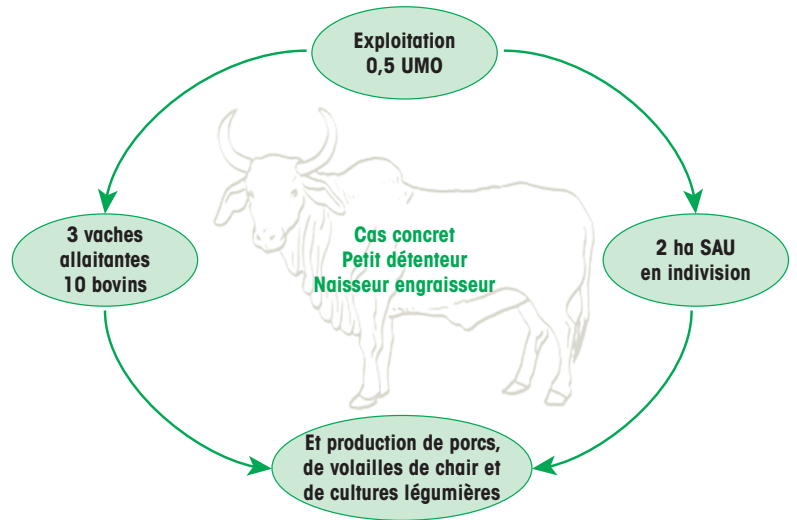 Exploitation
0,5 UMO
3 vaches
allaitantes
10 bovins
Cas concret
Petit détenteur
Naisseur engraisseur
2 ha SAU
en indivision
Et production de porcs,
de volailles de chair et
de cultures légumières